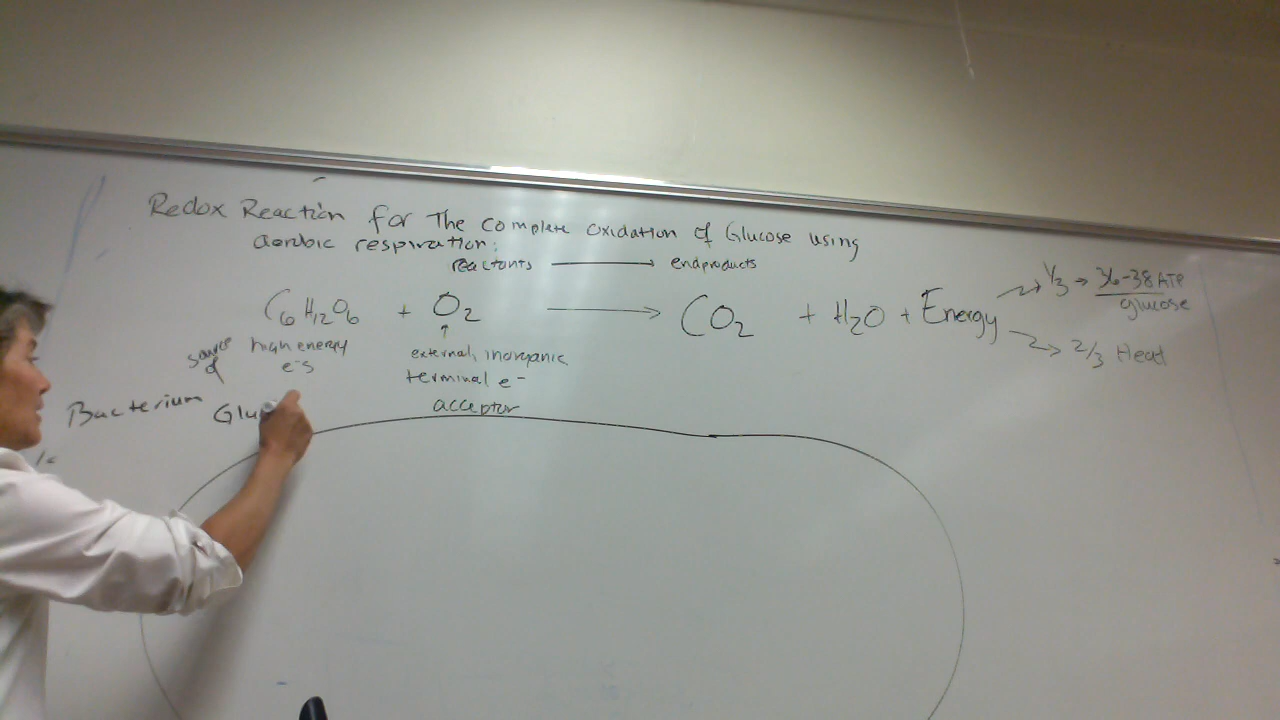 Redox Reaction for The Complete Oxidation of Glucose using
aerobic respiration:
reactants → endproducts
C6H12O6 + O2 → CO2 + H2O + Energy
→ 1/3 → 36-38 ATP
glucose
→ 2/3 Heat
source of
high energy
e-s
↑
external, inorganic
terminal e-
acceptor
Bacterium Glu